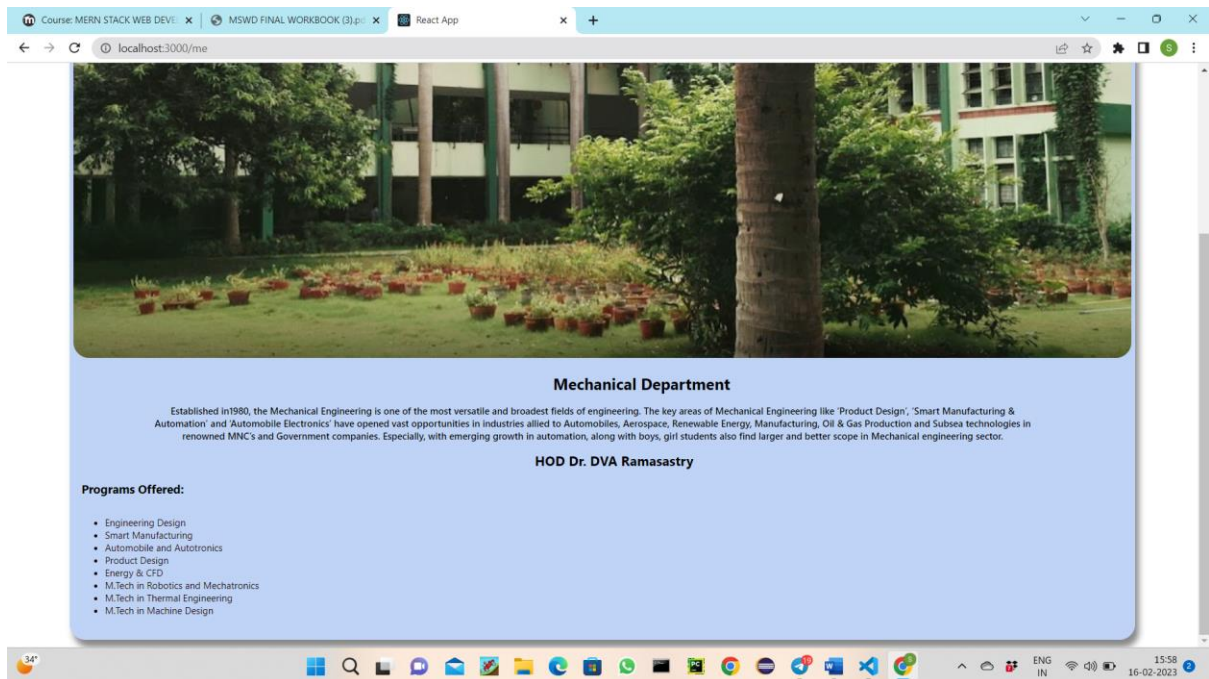 Course: MERN STACK WEB DEVE
MSWD FINAL WORKBOOK (3).pd
React App
localhost:3000/me
S
Mechanical Department
Established in1980, the Mechanical Engineering is one of the most versatile and broadest fields of engineering. The key areas of Mechanical Engineering like 'Product Design', 'Smart Manufacturing &
Automation' and 'Automobile Electronics' have opened vast opportunities in industries allied to Automobiles, Aerospace, Renewable Energy, Manufacturing, Oil & Gas Production and Subsea technologies in
renowned MNC's and Government companies. Especially, with emerging growth in automation, along with boys, girl students also find larger and better scope in Mechanical engineering sector.
HOD Dr. DVA Ramasastry
Programs Offered:
• Engineering Design
• Smart Manufacturing
• Automobile and Autotronics
• Product Design
• Energy & CFD
• M.Tech in Robotics and Mechatronics
• M.Tech in Thermal Engineering
• M.Tech in Machine Design
34°
PC
19
ENG
IN
15:58
16-02-2023
2